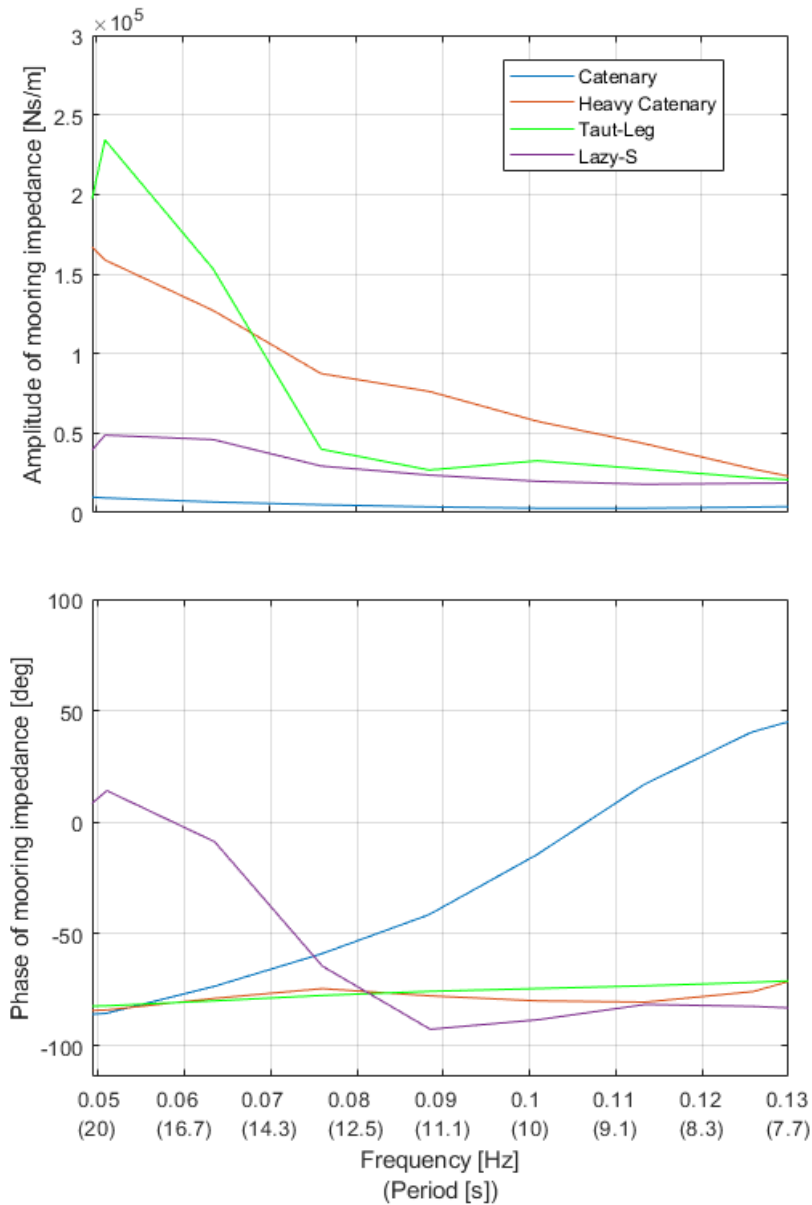 ×10⁵
3
2.5
2
1.5
1
0.5
0
Amplitude of mooring impedance [Ns/m]
Catenary
Heavy Catenary
Taut-Leg
Lazy-S
100
50
0
-50
-100
Phase of mooring impedance [deg]
0.05 0.06 0.07 0.08 0.09 0.1 0.11 0.12 0.13
(20) (16.7) (14.3) (12.5) (11.1) (10) (9.1) (8.3) (7.7)
Frequency [Hz]
(Period [s])